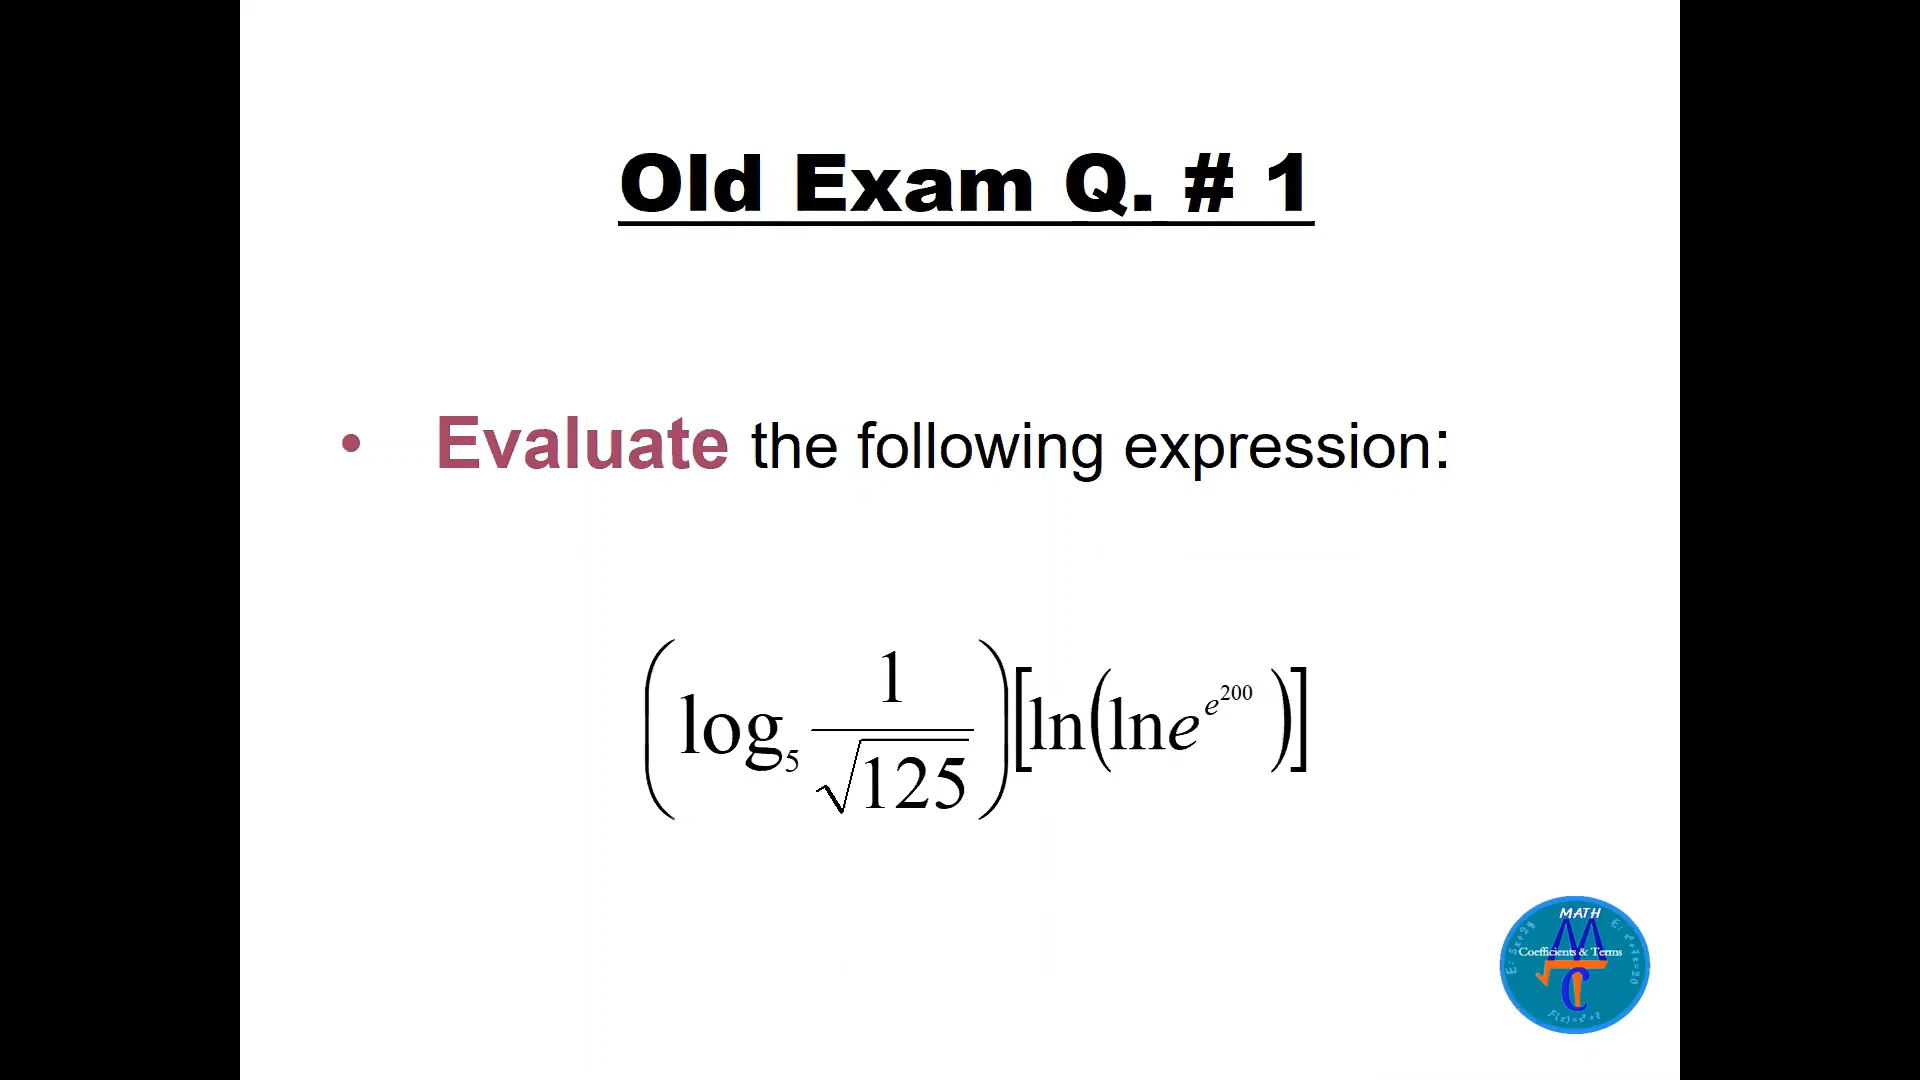 Old Exam Q. # 1
• Evaluate the following expression:
(log₅ 1/√125)[ln(ln e^e^200)]
MATH
Coefficients & Terms